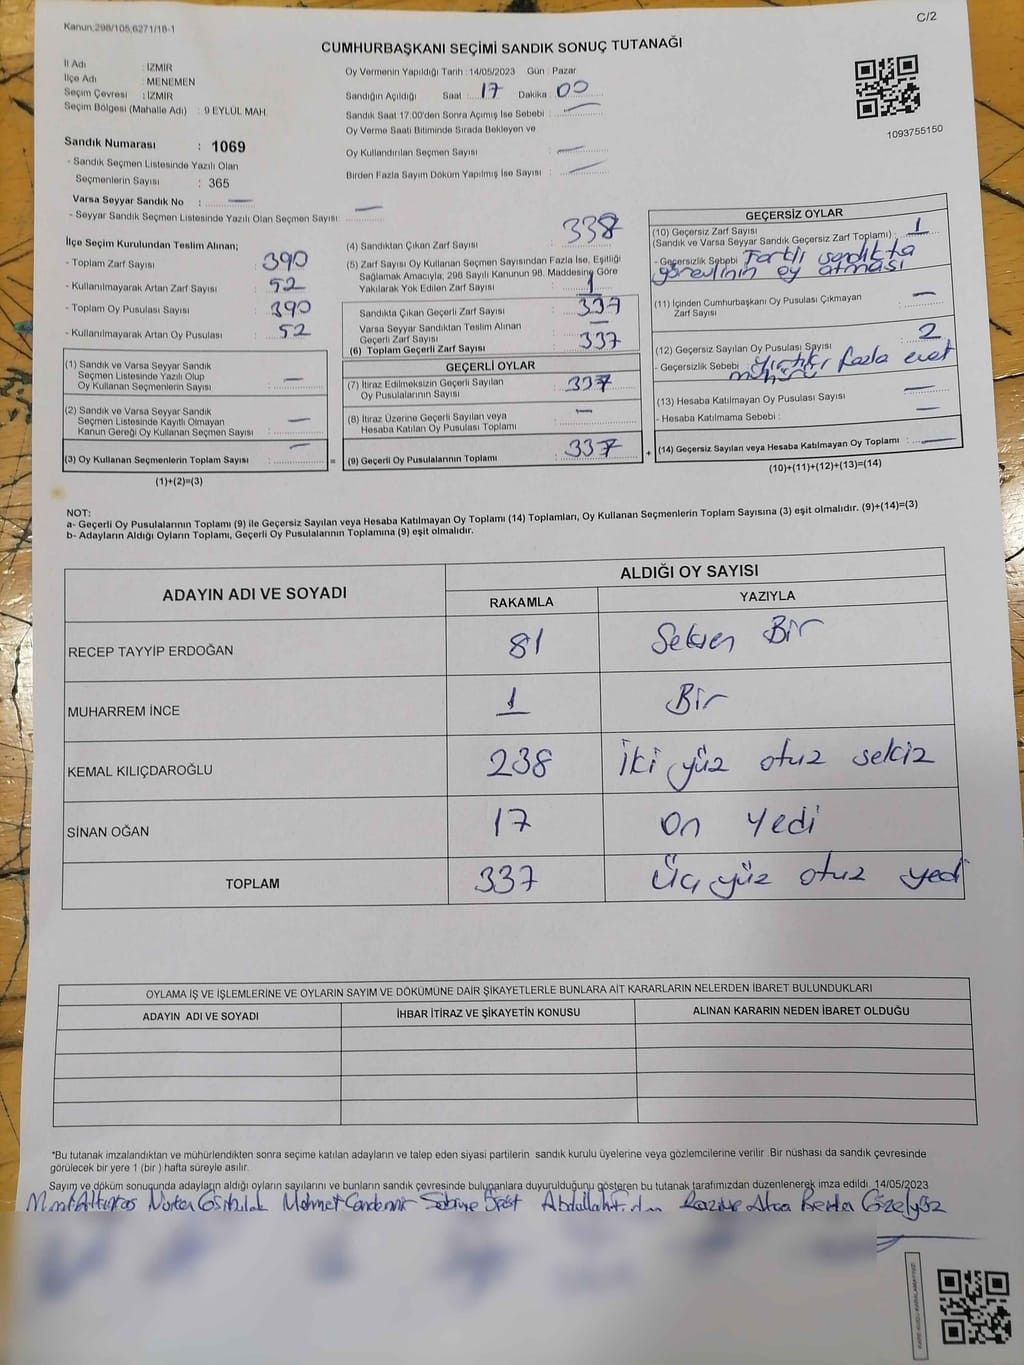 Kanun:298/105,6271/18-1
C/2
CUMHURBAŞKANI SEÇİMİ SANDIK SONUÇ TUTANAĞI
İl Adı : İZMİR
İlçe Adı : MENEMEN
Seçim Çevresi : İZMİR
Seçim Bölgesi (Mahalle Adı) : 9 EYLÜL MAH.
Oy Vermenin Yapıldığı Tarih : 14/05/2023 Gün : Pazar
Sandığın Açıldığı Saat : 17 Dakika : 00
Sandık Saat 17:00'den Sonra Açımış İse Sebebi : —
Oy Verme Saati Bitiminde Sırada Bekleyen ve
Oy Kullandırılan Seçmen Sayısı : —
Birden Fazla Sayım Döküm Yapılmış İse Sayısı : —
1093755150
Sandık Numarası : 1069
- Sandık Seçmen Listesinde Yazılı Olan
Seçmenlerin Sayısı : 365
Varsa Seyyar Sandık No : —
- Seyyar Sandık Seçmen Listesinde Yazılı Olan Seçmen Sayısı: —
İlçe Seçim Kurulundan Teslim Alınan;
- Toplam Zarf Sayısı : 390
- Kullanılmayarak Artan Zarf Sayısı : 52
- Toplam Oy Pusulası Sayısı : 390
- Kullanılmayarak Artan Oy Pusulası : 52
(1) Sandık ve Varsa Seyyar Sandık
Seçmen Listesinde Yazılı Olup
Oy Kullanan Seçmenlerin Sayısı : —
(2) Sandık ve Varsa Seyyar Sandık
Seçmen Listesinde Kayıtlı Olmayan
Kanun Gereği Oy Kullanan Seçmen Sayısı : —
(3) Oy Kullanan Seçmenlerin Toplam Sayısı : — =
(1)+(2)=(3)
(4) Sandıktan Çıkan Zarf Sayısı : 338
(5) Zarf Sayısı Oy Kullanan Seçmen Sayısından Fazla İse, Eşitliği
Sağlamak Amacıyla, 298 Sayılı Kanunun 98. Maddesine Göre
Yakılarak Yok Edilen Zarf Sayısı : 1
Sandıkta Çıkan Geçerli Zarf Sayısı : 337
Varsa Seyyar Sandıktan Teslim Alınan
Geçerli Zarf Sayısı : —
(6) Toplam Geçerli Zarf Sayısı : 337
GEÇERLİ OYLAR
(7) İtiraz Edilmeksizin Geçerli Sayılan
Oy Pusulalarının Sayısı : 337
(8) İtiraz Üzerine Geçerli Sayılan veya
Hesaba Katılan Oy Pusulası Toplamı : —
(9) Geçerli Oy Pusulalarının Toplamı : 337 +
GEÇERSİZ OYLAR
(10) Geçersiz Zarf Sayısı
(Sandık ve Varsa Seyyar Sandık Geçersiz Zarf Toplamı) : 1
- Geçersizlik Sebebi : Farklı sandıkta
görevlinin oy atması
(11) İçinden Cumhurbaşkanı Oy Pusulası Çıkmayan
Zarf Sayısı : —
(12) Geçersiz Sayılan Oy Pusulası Sayısı : 2
- Geçersizlik Sebebi : fazla evet
mührü
(13) Hesaba Katılmayan Oy Pusulası Sayısı : —
- Hesaba Katılmama Sebebi : —
(14) Geçersiz Sayılan veya Hesaba Katılmayan Oy Toplamı : —
(10)+(11)+(12)+(13)=(14)
NOT:
a- Geçerli Oy Pusulalarının Toplamı (9) ile Geçersiz Sayılan veya Hesaba Katılmayan Oy Toplamı (14) Toplamları, Oy Kullanan Seçmenlerin Toplam Sayısına (3) eşit olmalıdır. (9)+(14)=(3)
b- Adayların Aldığı Oyların Toplamı, Geçerli Oy Pusulalarının Toplamına (9) eşit olmalıdır.
ADAYIN ADI VE SOYADI
ALDIĞI OY SAYISI
RAKAMLA YAZIYLA
RECEP TAYYİP ERDOĞAN 81 Seksen Bir
MUHARREM İNCE 1 Bir
KEMAL KILIÇDAROĞLU 238 İki yüz otuz sekiz
SİNAN OĞAN 17 On Yedi
TOPLAM 337 Üç yüz otuz yedi
OYLAMA İŞ VE İŞLEMLERİNE VE OYLARIN SAYIM VE DÖKÜMÜNE DAİR ŞİKAYETLERLE BUNLARA AİT KARARLARIN NELERDEN İBARET BULUNDUKLARI
ADAYIN ADI VE SOYADI İHBAR İTİRAZ VE ŞİKAYETİN KONUSU ALINAN KARARIN NEDEN İBARET OLDUĞU
*Bu tutanak imzalandıktan ve mühürlendikten sonra seçime katılan adayların ve talep eden siyasi partilerin sandık kurulu üyelerine veya gözlemcilerine verilir. Bir nüshası da sandık çevresinde
görülecek bir yere 1 (bir ) hafta süreyle asılır.
Sayım ve döküm sonucunda adayların aldığı oyların sayılarını ve bunların sandık çevresinde bulunanlara duyurulduğunu gösteren bu tutanak tarafımızdan düzenlenerek imza edildi. 14/05/2023
Mehmet Candemir Abdullah Raziye Berta